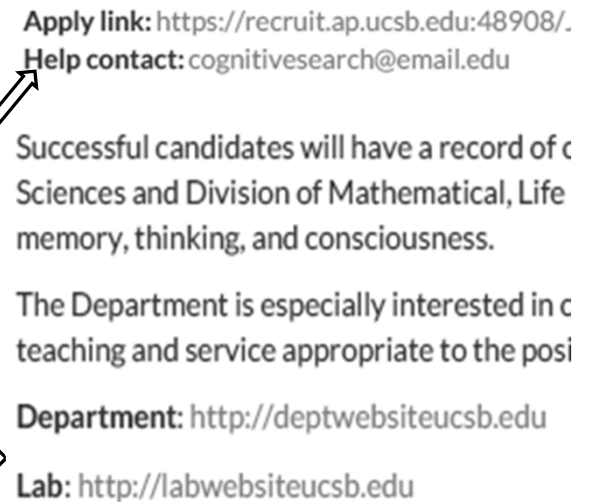 Apply link: https://recruit.ap.ucsb.edu:48908/
Help contact: cognitivesearch@email.edu
Successful candidates will have a record of
Sciences and Division of Mathematical, Life
memory, thinking, and consciousness.
The Department is especially interested in
teaching and service appropriate to the
Department: http://deptwebsiteucsb.edu
Lab: http://labwebsiteucsb.edu